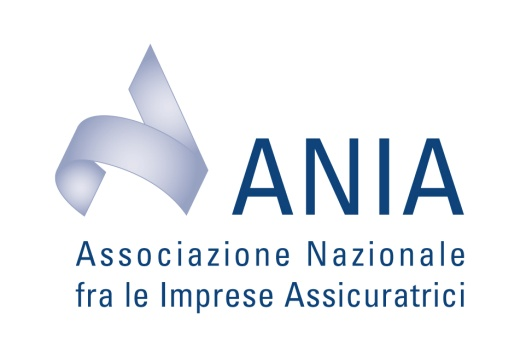 ANIA
Associazione Nazionale
fra le Imprese Assicuratrici